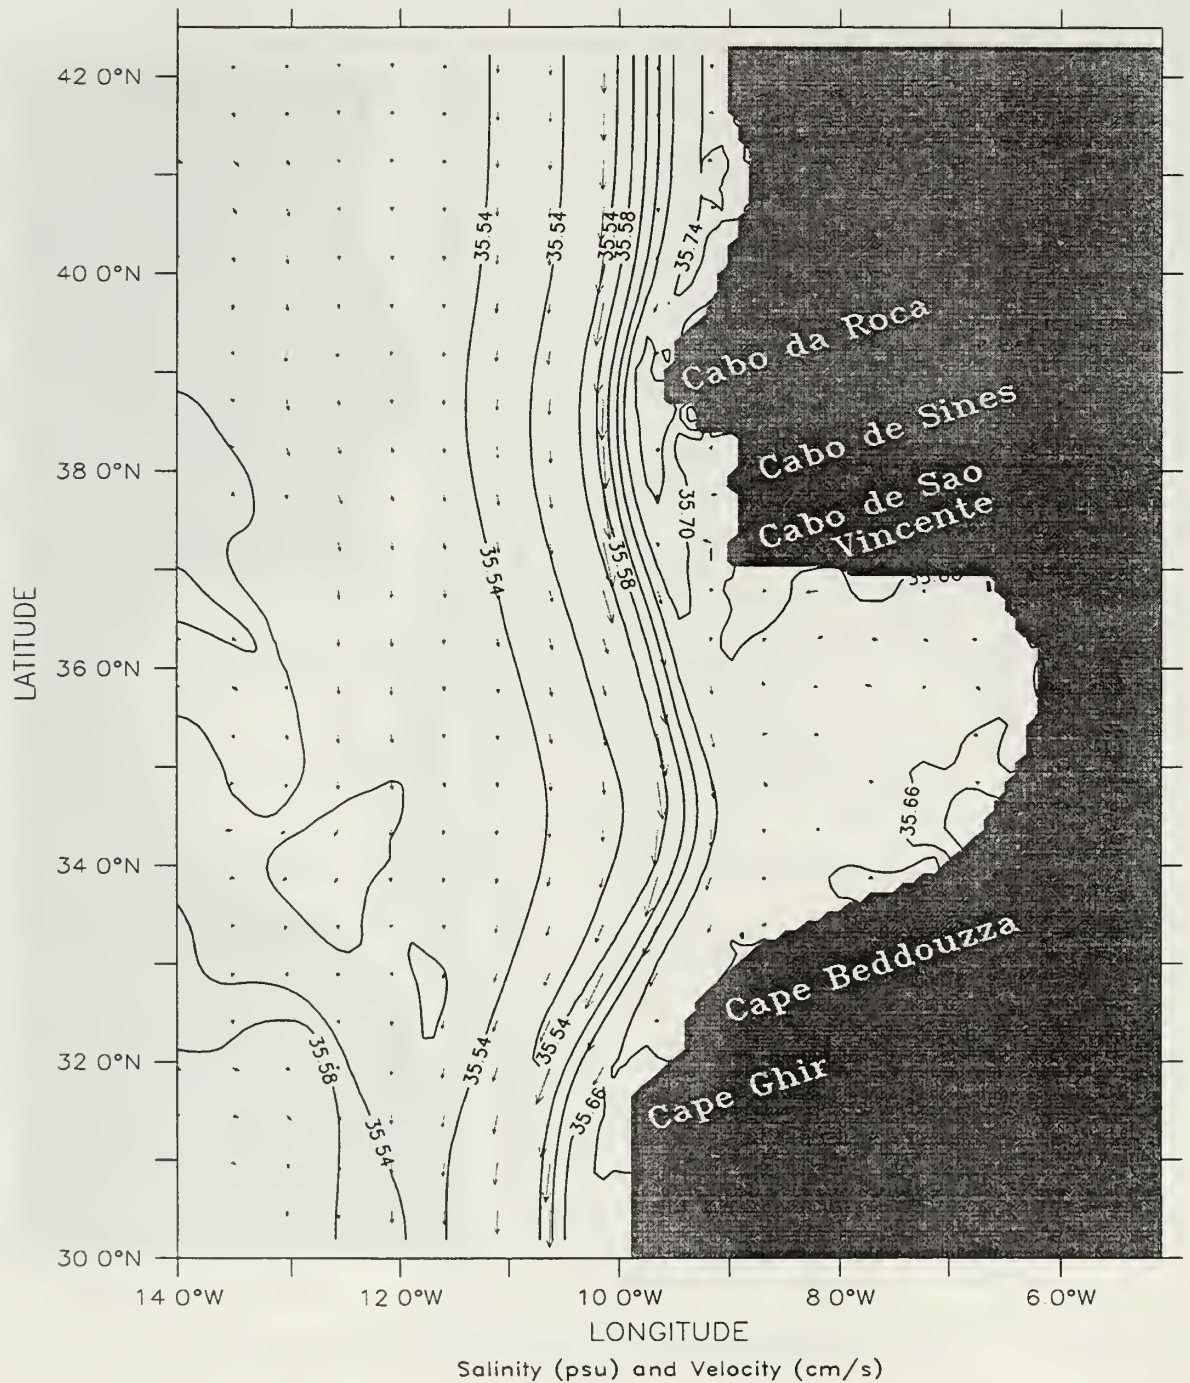 42 0°N
40 0°N
38 0°N
36 0°N
34 0°N
32 0°N
30 0°N
LATITUDE
14 0°W
12 0°W
10 0°W
8 0°W
6.0°W
LONGITUDE
Salinity (psu) and Velocity (cm/s)
35.54
35.54
35.54
35.58
35.74
Cabo da Roca
Cabo de Sines
Cabo de Sao
Vincente
35.70
35.54
35.58
35.66
35.66
Cape Beddouzza
Cape Ghir
35.58
35.54
35.54
35.54
35.66